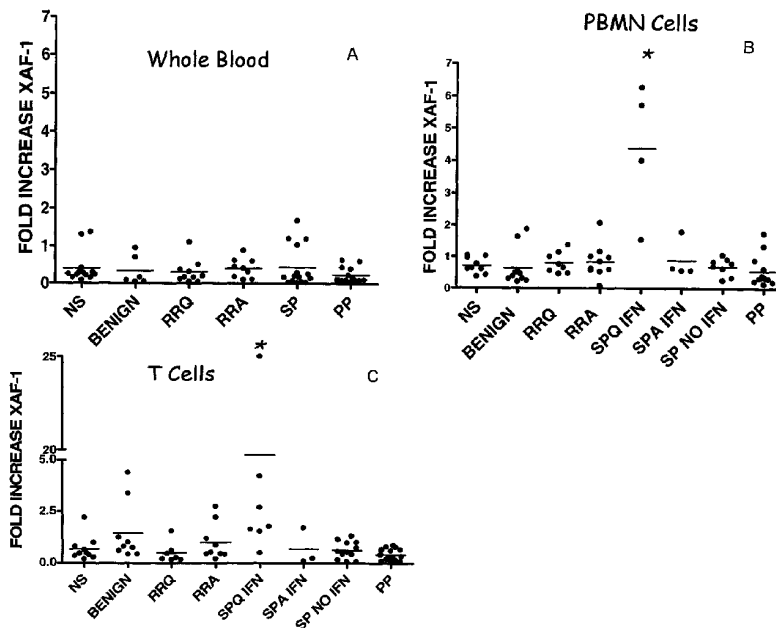 Whole Blood
A
FOLD INCREASE XAF-1
7
6
5
4
3
2
1
0
NS
BENIGN
RRQ
RRA
SP
PP
PBMN Cells
B
*
FOLD INCREASE XAF-1
7
6
5
4
3
2
1
0
NS
BENIGN
RRQ
RRA
SPQ IFN
SPA IFN
SP NO IFN
PP
T Cells
C
*
FOLD INCREASE XAF-1
25
20
5.0
2.5
0.0
NS
BENIGN
RRQ
RRA
SPQ IFN
SPA IFN
SP NO IFN
PP